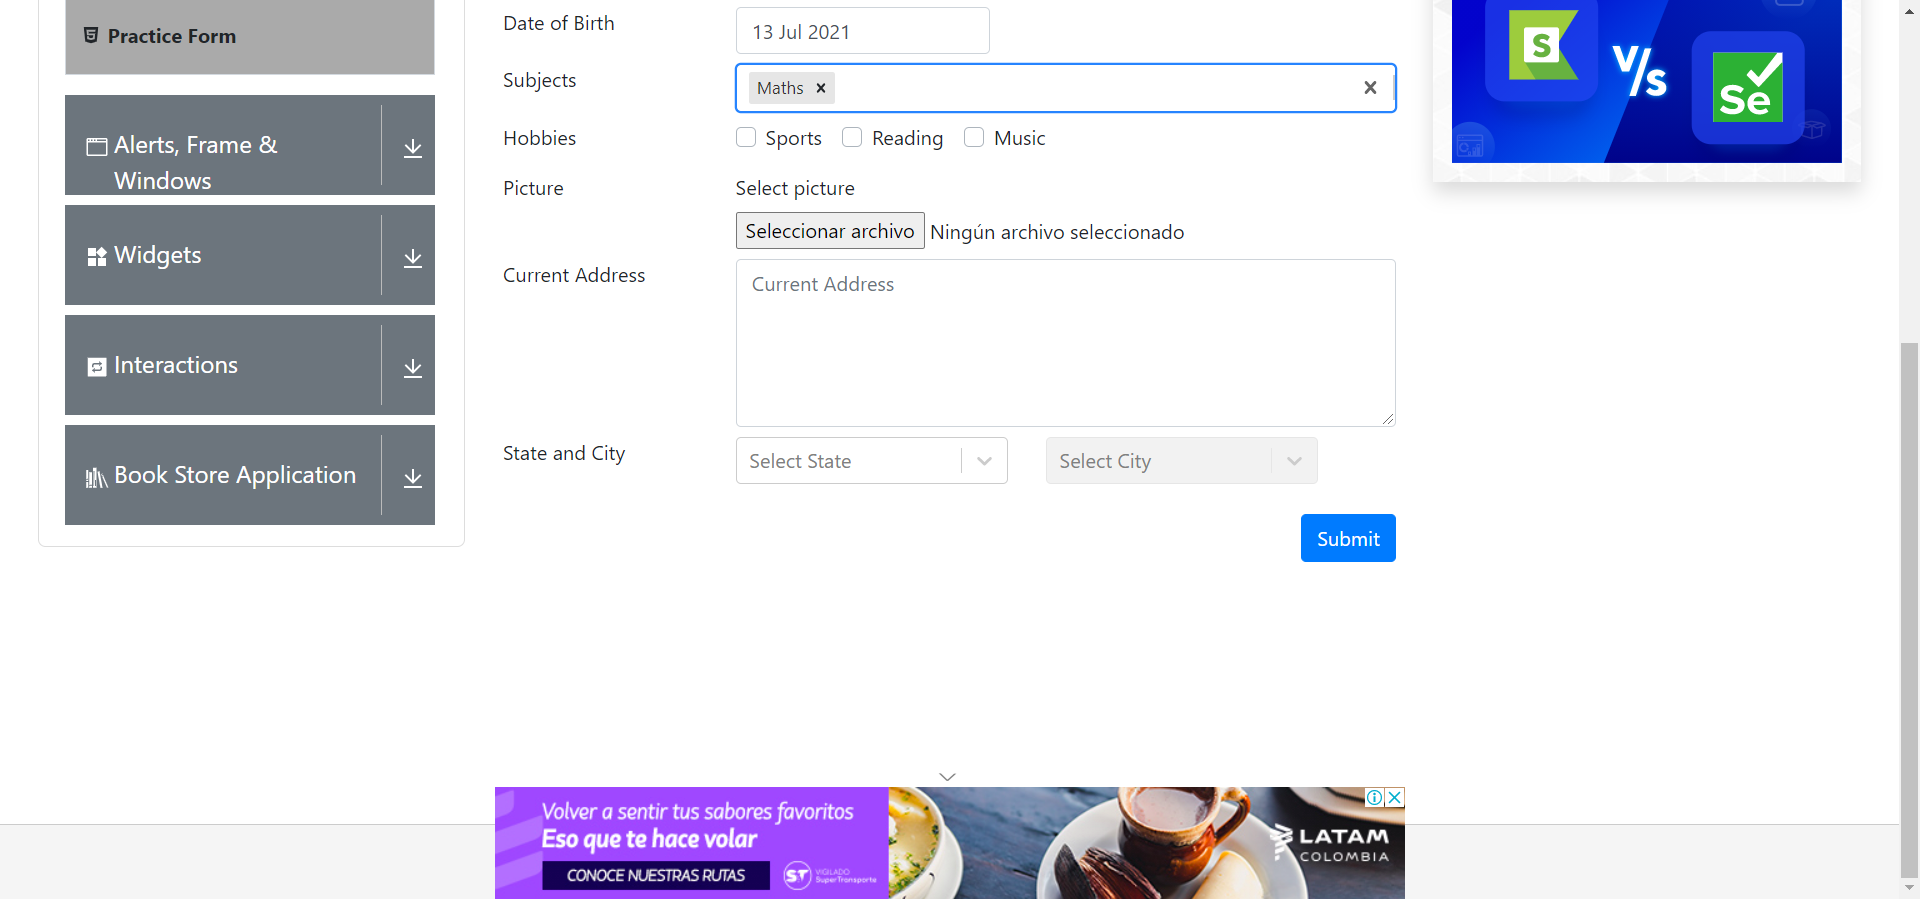 Practice Form
Alerts, Frame &
Windows
Widgets
Interactions
Book Store Application
Date of Birth
13 Jul 2021
Subjects
Maths
Hobbies
Sports
Reading
Music
Picture
Select picture
Seleccionar archivo
Ningún archivo seleccionado
Current Address
Current Address
State and City
Select State
Select City
Submit
S
V/s
Se
Volver a sentir tus sabores favoritos
Eso que te hace volar
CONOCE NUESTRAS RUTAS
ST
VIGILADO
SuperTransporte
LATAM
COLOMBIA